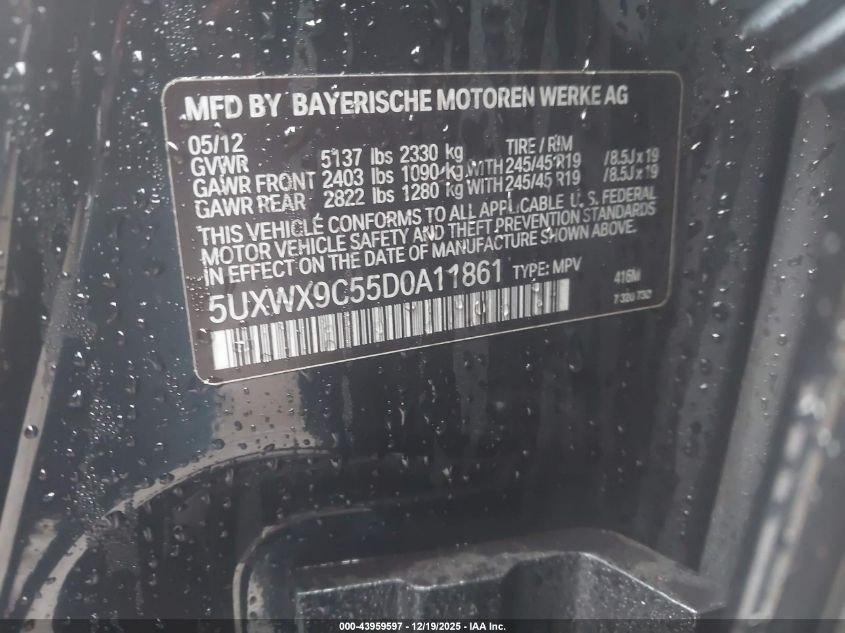 MFD BY BAYERISCHE MOTOREN WERKE AG
05/12 TIRE / RIM
GVWR 5137 lbs 2330 kg
GAWR FRONT 2403 lbs 1090 kg WITH 245/45 R19 /8.5J x 19
GAWR REAR 2822 lbs 1280 kg WITH 245/45 R19 /8.5J x 19
THIS VEHICLE CONFORMS TO ALL APPLICABLE U.S. FEDERAL
MOTOR VEHICLE SAFETY AND THEFT PREVENTION STANDARDS
IN EFFECT ON THE DATE OF MANUFACTURE SHOWN ABOVE.
5UXWX9C55D0A11861 TYPE: MPV 416M
7 320 730
000-43959597 - 12/19/2025 - IAA Inc.